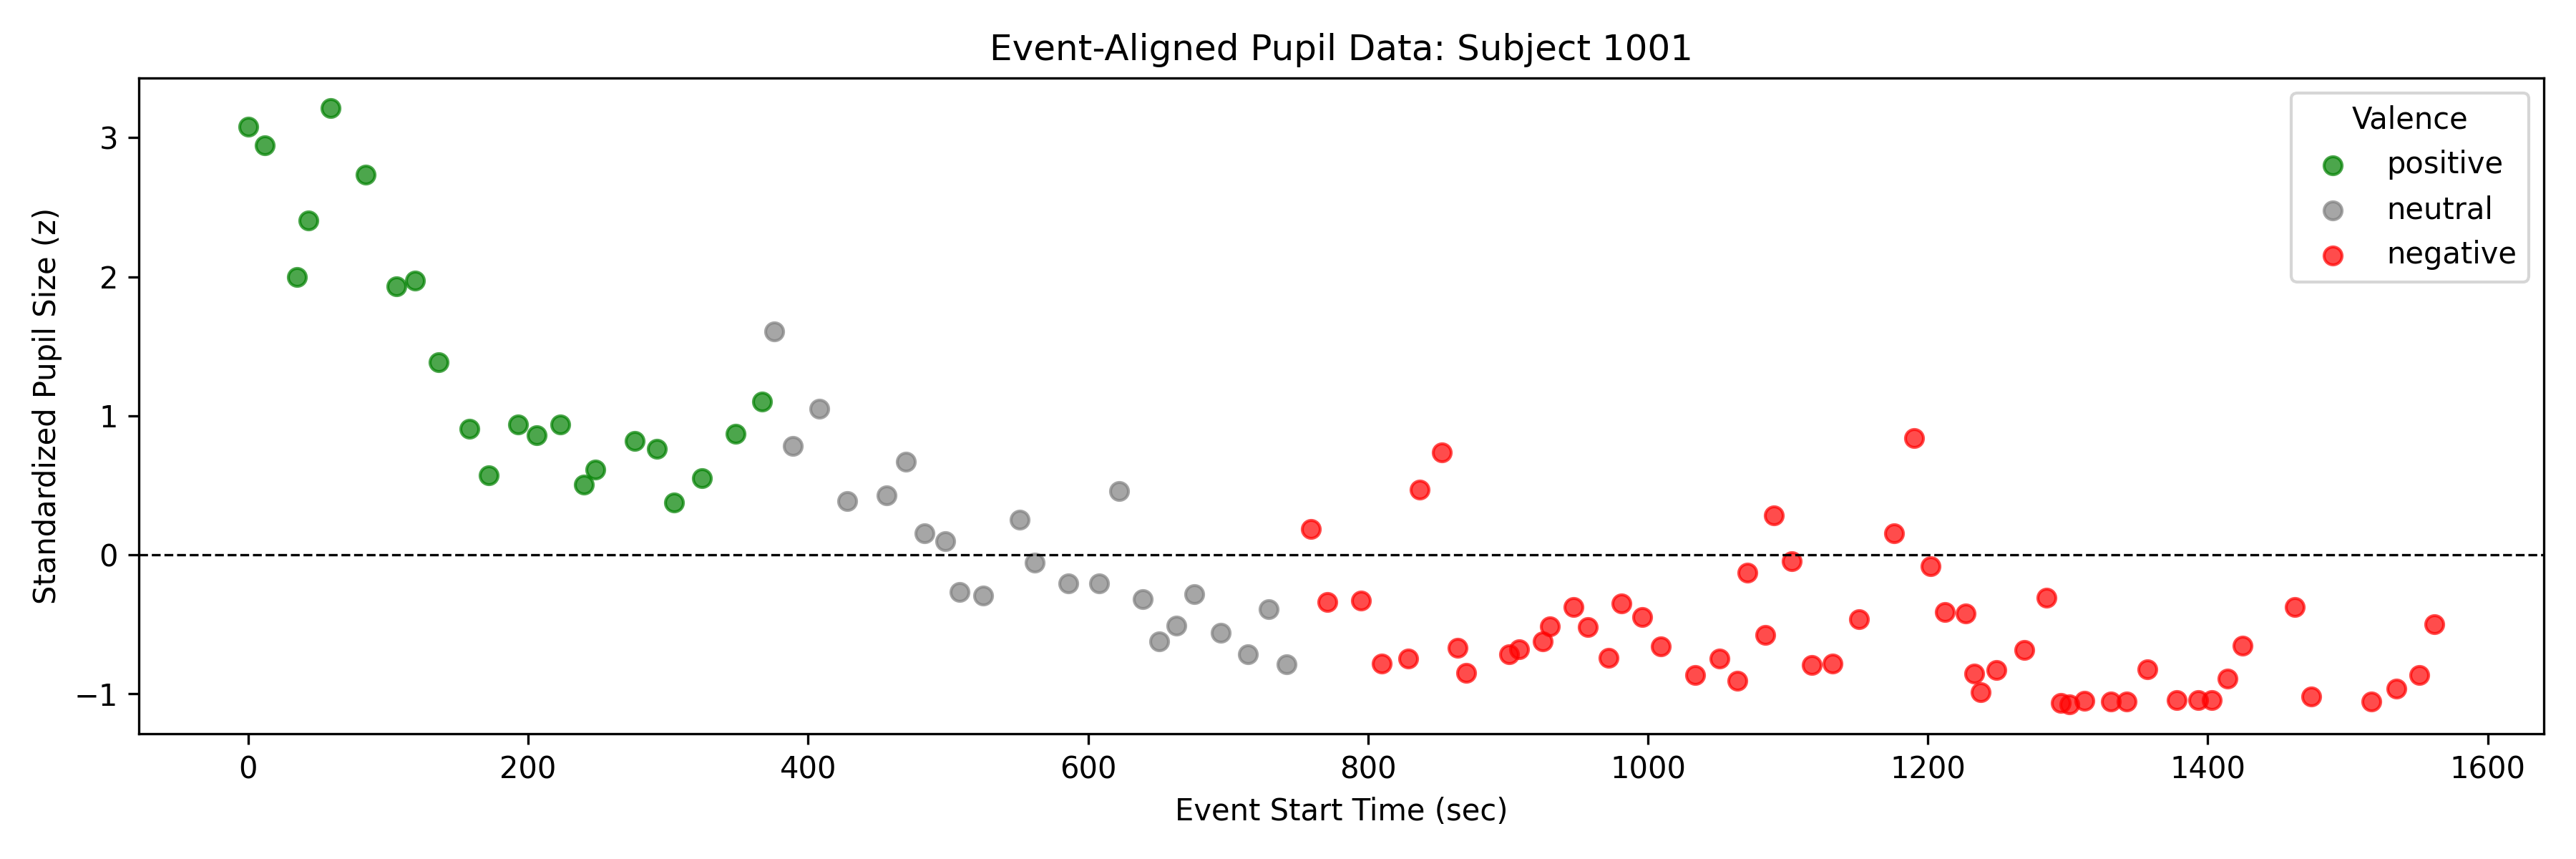 Event-Aligned Pupil Data: Subject 1001
Standardized Pupil Size (z)
3
2
1
0
−1
Valence
positive
neutral
negative
0 200 400 600 800 1000 1200 1400 1600
Event Start Time (sec)